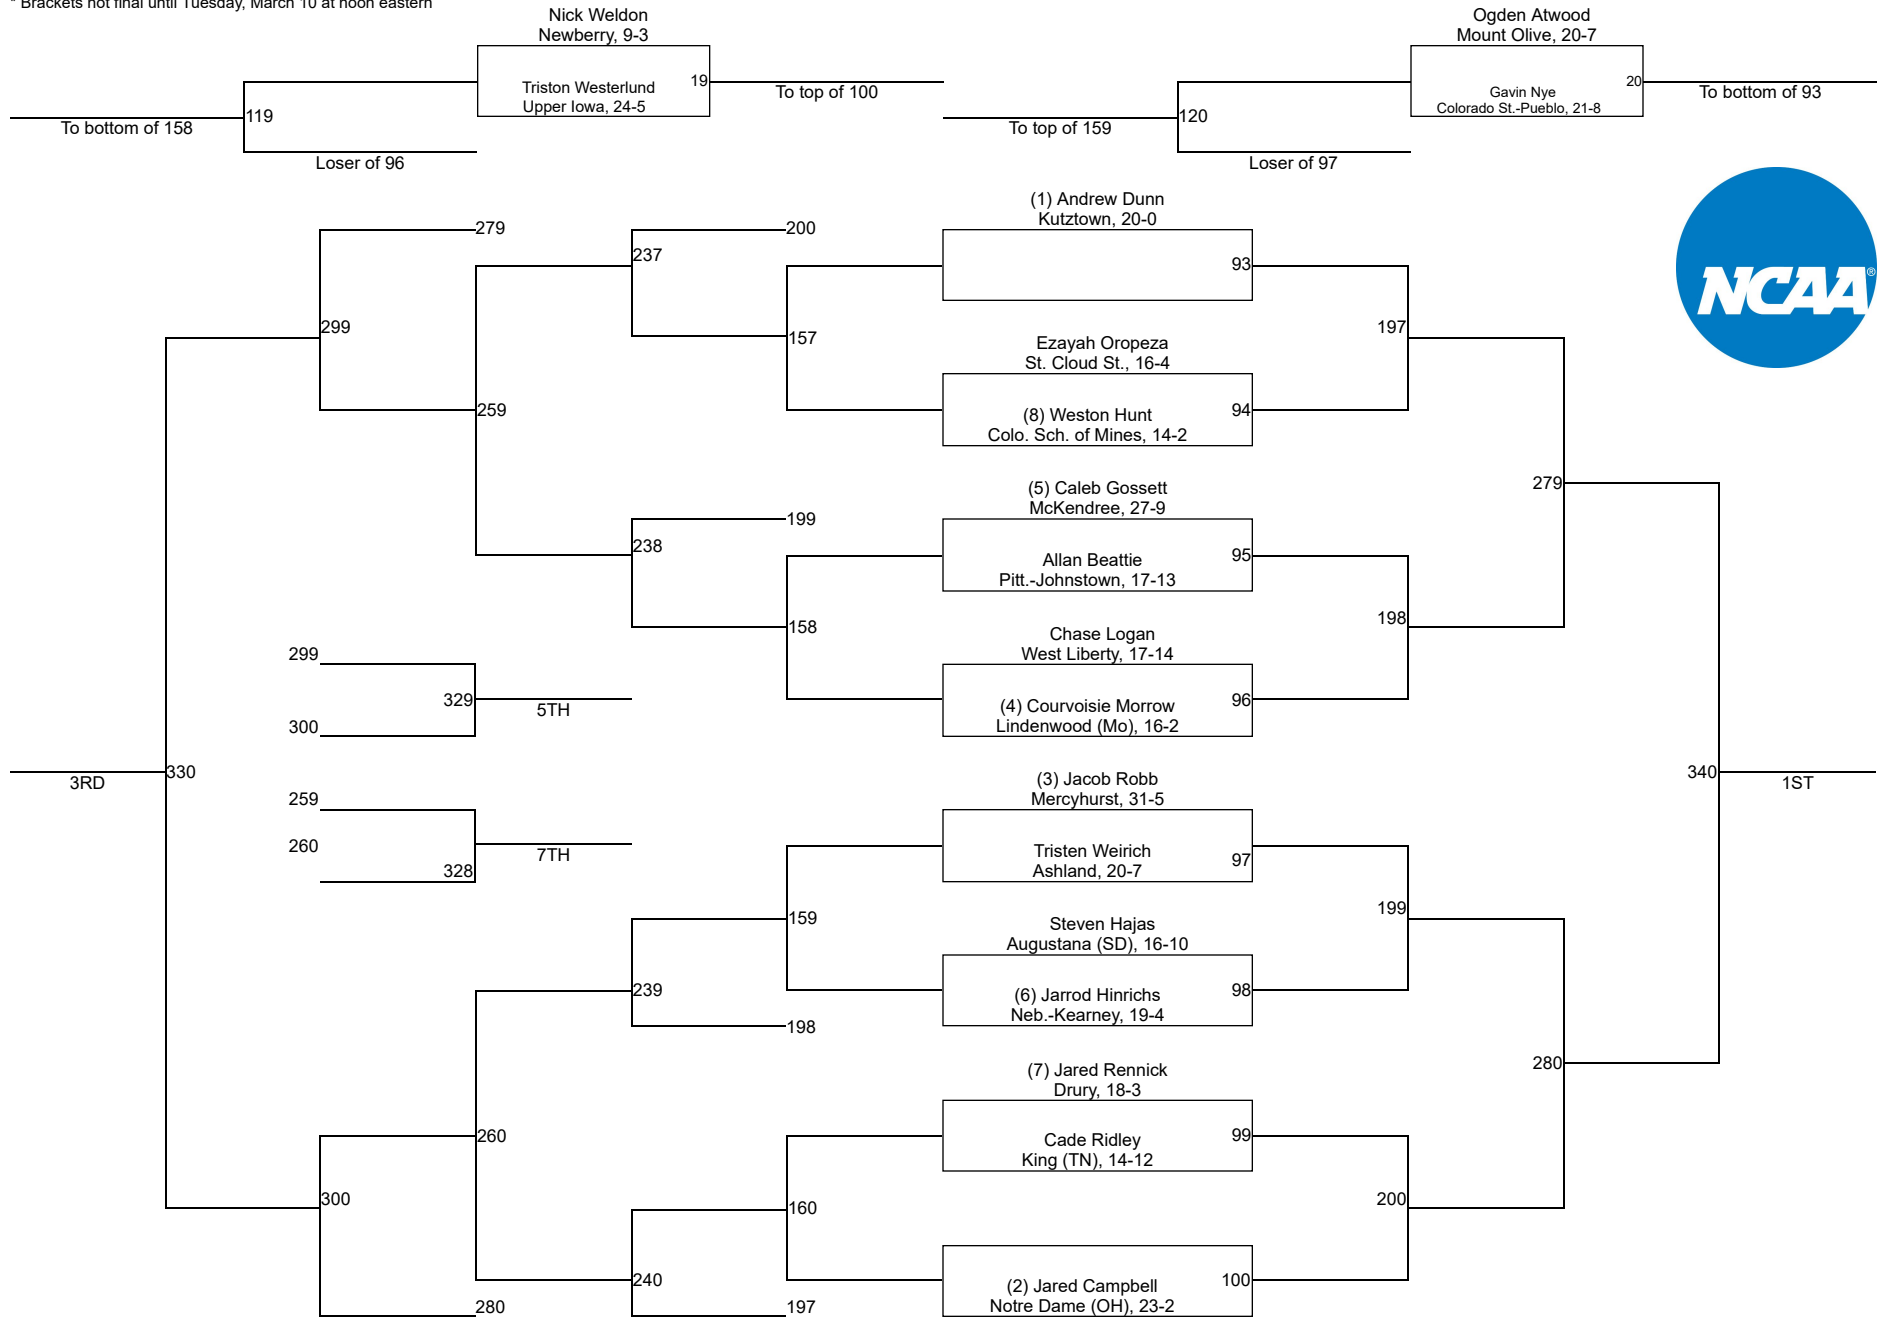 * Brackets not final until Tuesday, March 10 at noon eastern
Nick Weldon
Newberry, 9-3
Triston Westerlund
Upper Iowa, 24-5
19
To top of 100
119
To bottom of 158
Loser of 96
Ogden Atwood
Mount Olive, 20-7
Gavin Nye
Colorado St.-Pueblo, 21-8
20
To bottom of 93
120
To top of 159
Loser of 97
NCAA®
(1) Andrew Dunn
Kutztown, 20-0
93
Ezayah Oropeza
St. Cloud St., 16-4
(8) Weston Hunt
Colo. Sch. of Mines, 14-2
94
(5) Caleb Gossett
McKendree, 27-9
Allan Beattie
Pitt.-Johnstown, 17-13
95
Chase Logan
West Liberty, 17-14
(4) Courvoisie Morrow
Lindenwood (Mo), 16-2
96
(3) Jacob Robb
Mercyhurst, 31-5
Tristen Weirich
Ashland, 20-7
97
Steven Hajas
Augustana (SD), 16-10
(6) Jarrod Hinrichs
Neb.-Kearney, 19-4
98
(7) Jared Rennick
Drury, 18-3
Cade Ridley
King (TN), 14-12
99
(2) Jared Campbell
Notre Dame (OH), 23-2
100
197
198
199
200
279
280
340
1ST
200
157
237
199
158
238
279
259
299
299
300
329
5TH
259
260
328
7TH
330
3RD
159
198
239
160
197
240
260
280
300